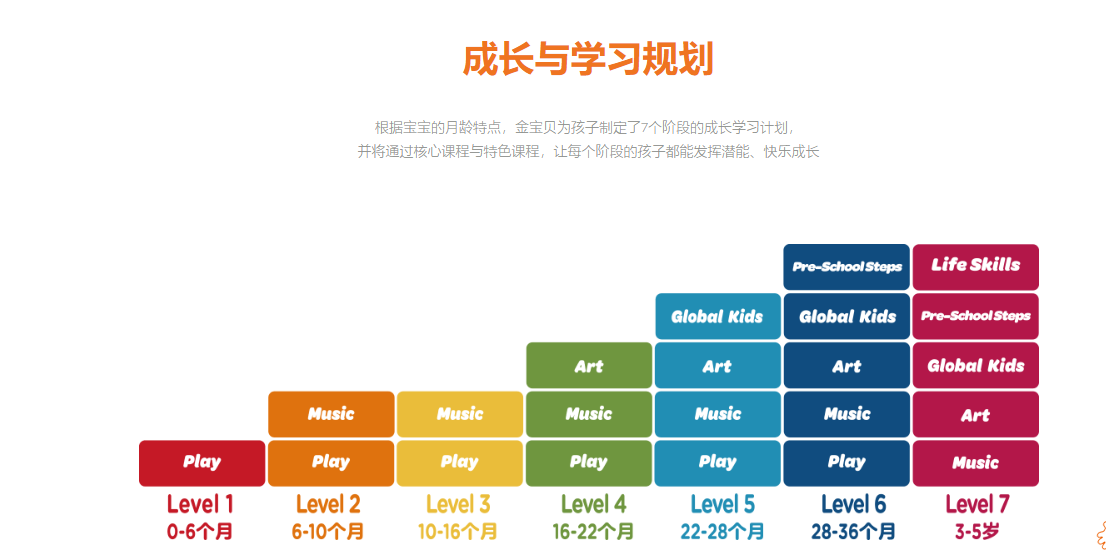 成长与学习规划
根据宝宝的月龄特点，金宝贝为孩子制定了7个阶段的成长学习计划，
并将通过核心课程与特色课程，让每个阶段的孩子都能发挥潜能、快乐成长
Pre-School Steps Life Skills
Global Kids Global Kids Pre-School Steps
Art Art Art Global Kids
Music Music Music Music Music Art
Play Play Play Play Play Play Music
Level 1 Level 2 Level 3 Level 4 Level 5 Level 6 Level 7
0-6个月 6-10个月 10-16个月 16-22个月 22-28个月 28-36个月 3-5岁